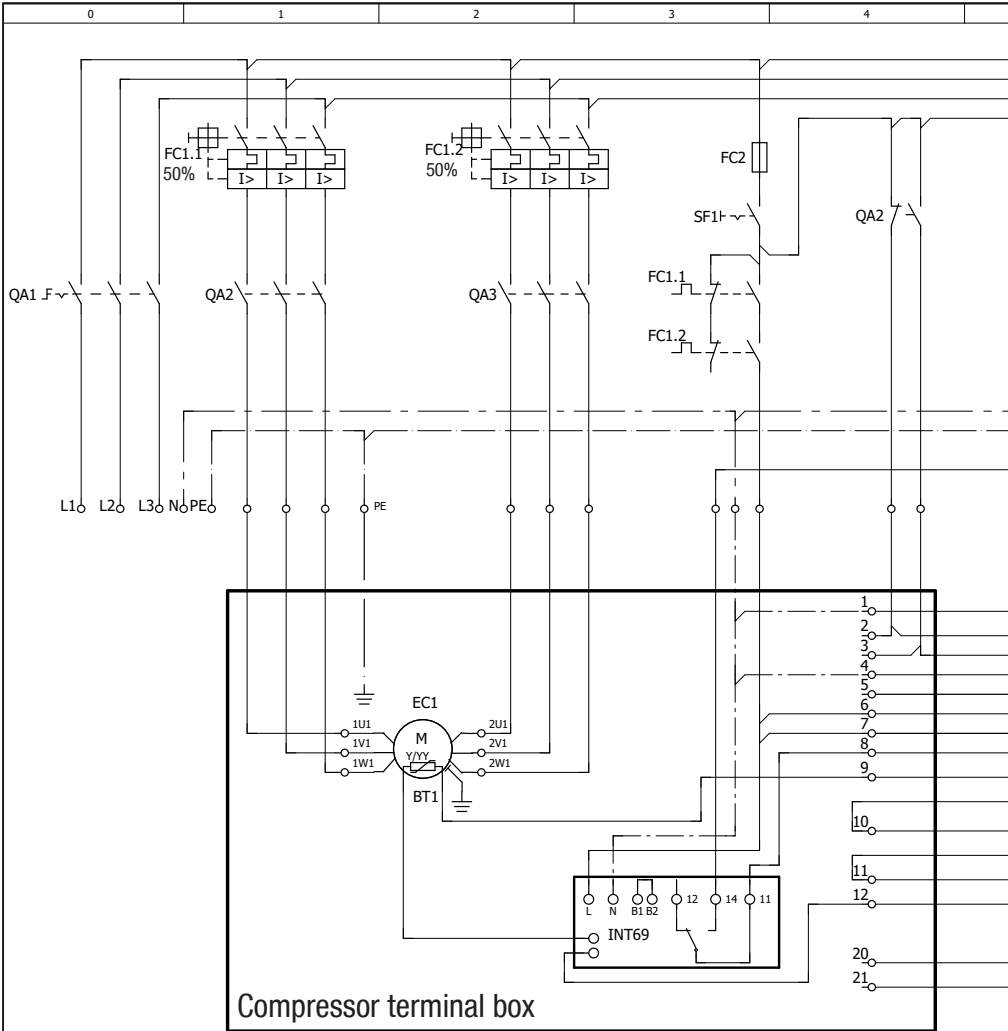 0 1 2 3 4
FC1.1
50%
I> I> I>
FC1.2
50%
I> I> I>
FC2
SF1
QA2
QA1
QA2
QA3
FC1.1
FC1.2
L1 L2 L3 N PE
PE
1
2
3
4
5
6
7
8
9
10
11
12
20
21
EC1
1U1
1V1
1W1
M
Y/YY
2U1
2V1
2W1
BT1
L N B1 B2 12 14 11
INT69
Compressor terminal box